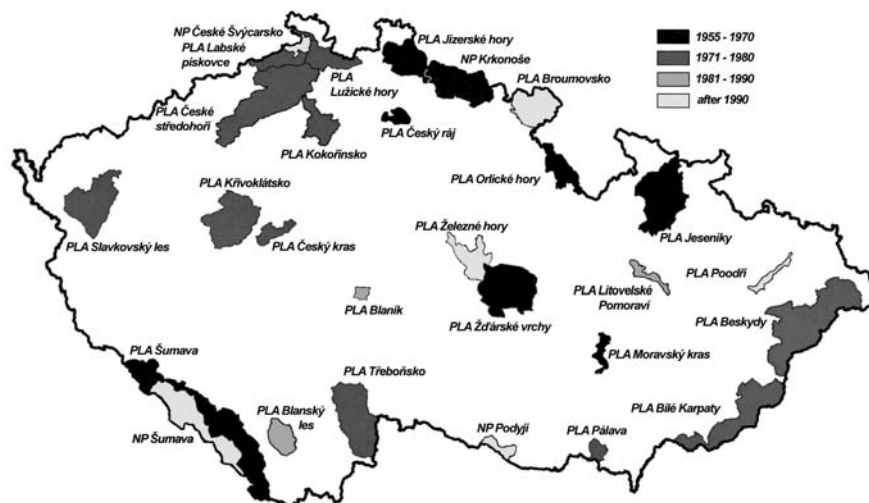 NP České Švýcarsko
PLA Labské
pískovce
PLA Jizerské hory
NP Krkonoše
PLA Broumovsko
1955 - 1970
1971 - 1980
1981 - 1990
after 1990
PLA
Lužické hory
PLA České
středohoří
PLA Český ráj
PLA Kokořínsko
PLA Křivoklátsko
PLA Orlické hory
PLA Slavkovský les
PLA Český kras
PLA Železné hory
PLA Jeseníky
PLA Poodří
PLA Litovelské
Pomoraví
PLA Blaník
PLA Žďárské vrchy
PLA Beskydy
PLA Šumava
PLA Moravský kras
PLA Třeboňsko
PLA Blanský
les
PLA Bílé Karpaty
NP Šumava
NP Podyjí
PLA Pálava